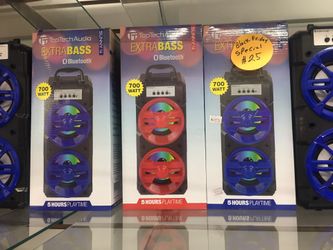 TopTechAudio
EXTRABASS
Bluetooth
700
WATT
5 HOURS PLAYTIME
TopTechAudio
EXTRABASS
Bluetooth
700
WATT
5 HOURS PLAYTIME
EXTRA
Black Friday
Special
$25
700
WATT
5 HOURS PLAYTIME